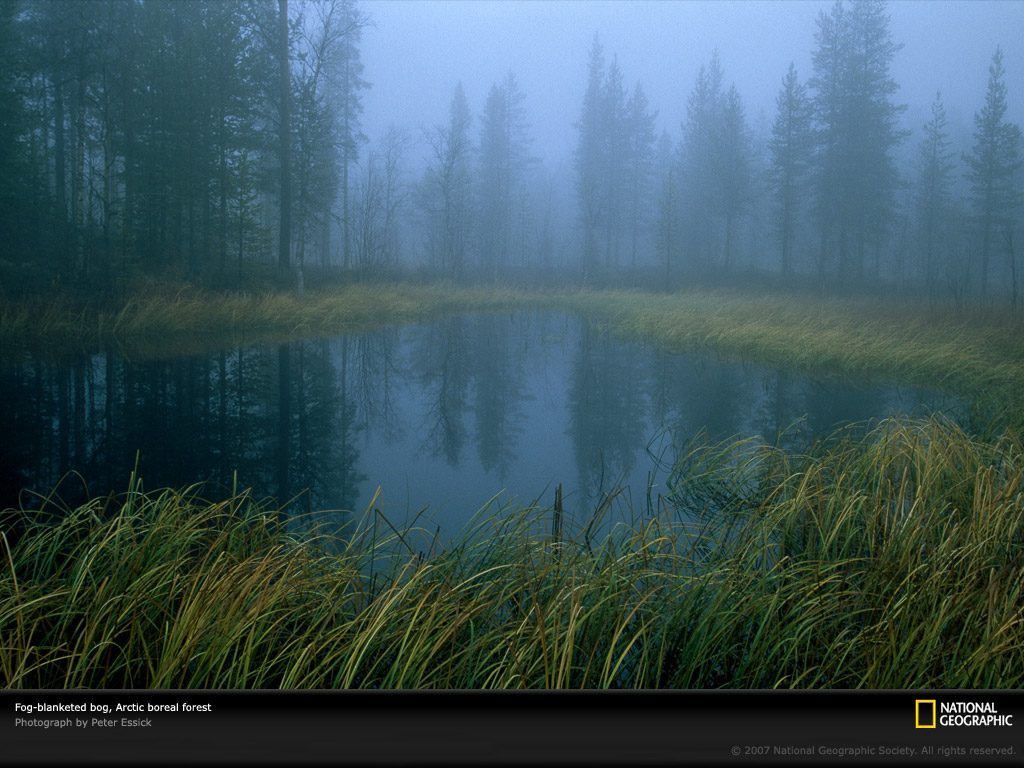 Fog-blanketed bog, Arctic boreal forest
Photograph by Peter Essick
NATIONAL
GEOGRAPHIC
© 2007 National Geographic Society. All rights reserved.